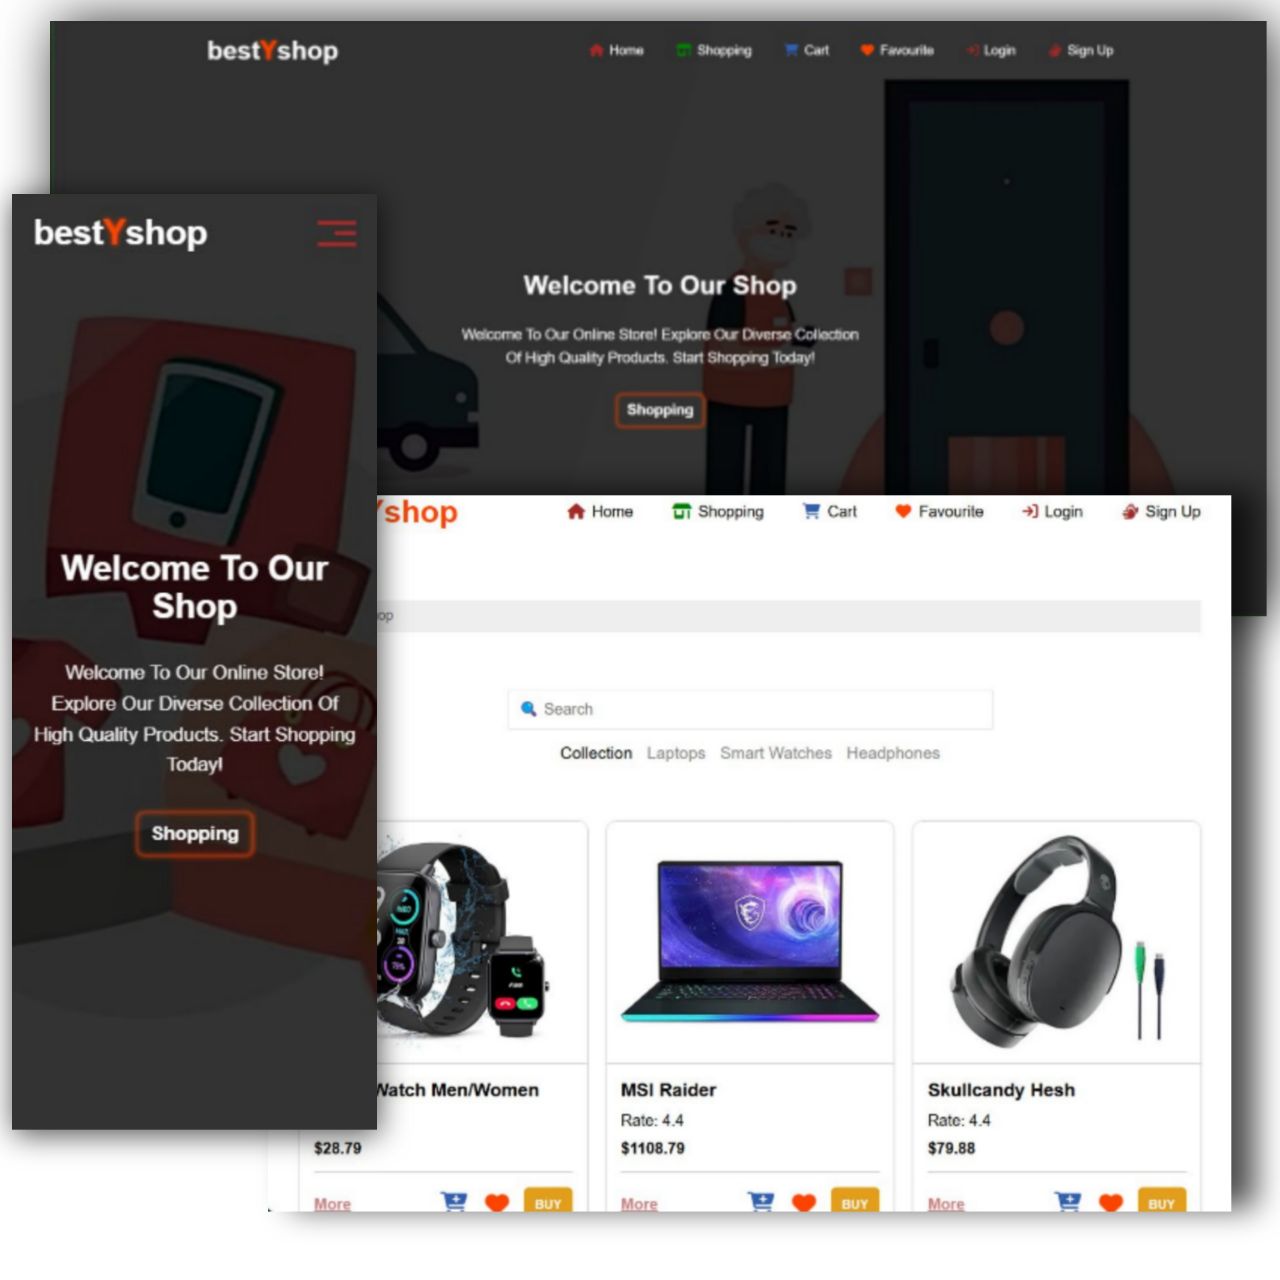 bestYshop
Home
Shopping
Cart
Favourite
Login
Sign Up
Welcome To Our Shop
Welcome To Our Online Store! Explore Our Diverse Collection
Of High Quality Products. Start Shopping Today!
Shopping
bestYshop
Welcome To Our
Shop
Welcome To Our Online Store!
Explore Our Diverse Collection Of
High Quality Products. Start Shopping
Today!
Shopping
Yshop
Home
Shopping
Cart
Favourite
Login
Sign Up
op
Search
Collection
Laptops
Smart Watches
Headphones
Watch Men/Women
$28.79
More
BUY
MSI Raider
Rate: 4.4
$1108.79
More
BUY
Skullcandy Hesh
Rate: 4.4
$79.88
More
BUY